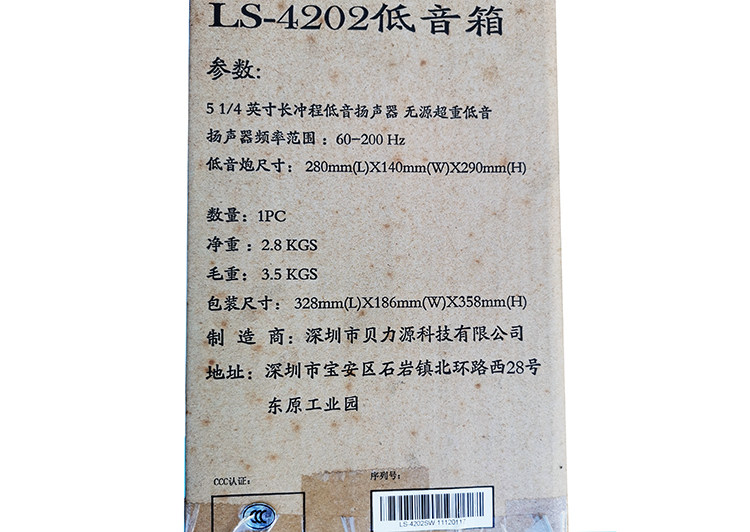 LS-4202低音箱
参数:
5 1/4 英寸长冲程低音扬声器 无源超重低音
扬声器频率范围：60-200 Hz
低音炮尺寸： 280mm(L)X140mm(W)X290mm(H)
数量：1PC
净重：2.8 KGS
毛重：3.5 KGS
包装尺寸： 328mm(L)X186mm(W)X358mm(H)
制 造 商：深圳市贝力源科技有限公司
地址：深圳市宝安区石岩镇北环路西28号
东原工业园
CCC认证： 序列号：
CCC
LS-4202SW 11120117